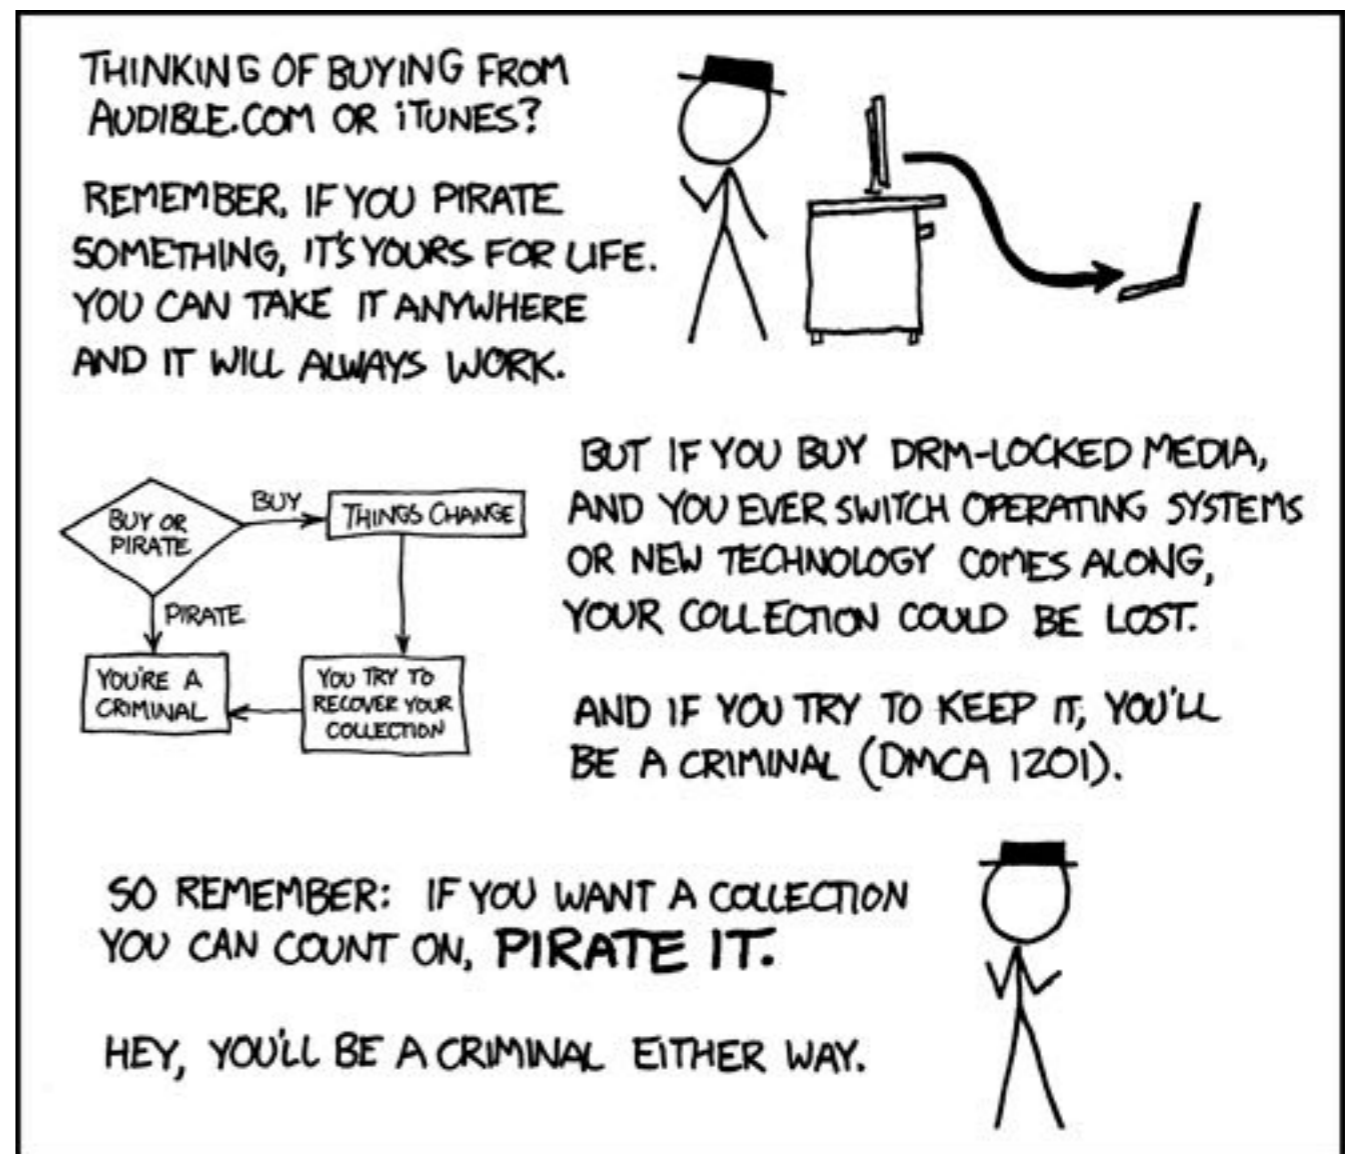 THINKING OF BUYING FROM
AUDIBLE.COM OR iTUNES?
REMEMBER, IF YOU PIRATE
SOMETHING, IT'S YOURS FOR LIFE.
YOU CAN TAKE IT ANYWHERE
AND IT WILL ALWAYS WORK.
BUY OR
PIRATE
BUY
THINGS CHANGE
PIRATE
YOU'RE A
CRIMINAL
YOU TRY TO
RECOVER YOUR
COLLECTION
BUT IF YOU BUY DRM-LOCKED MEDIA,
AND YOU EVER SWITCH OPERATING SYSTEMS
OR NEW TECHNOLOGY COMES ALONG,
YOUR COLLECTION COULD BE LOST.
AND IF YOU TRY TO KEEP IT, YOU'LL
BE A CRIMINAL (DMCA 1201).
SO REMEMBER: IF YOU WANT A COLLECTION
YOU CAN COUNT ON, PIRATE IT.
HEY, YOU'LL BE A CRIMINAL EITHER WAY.